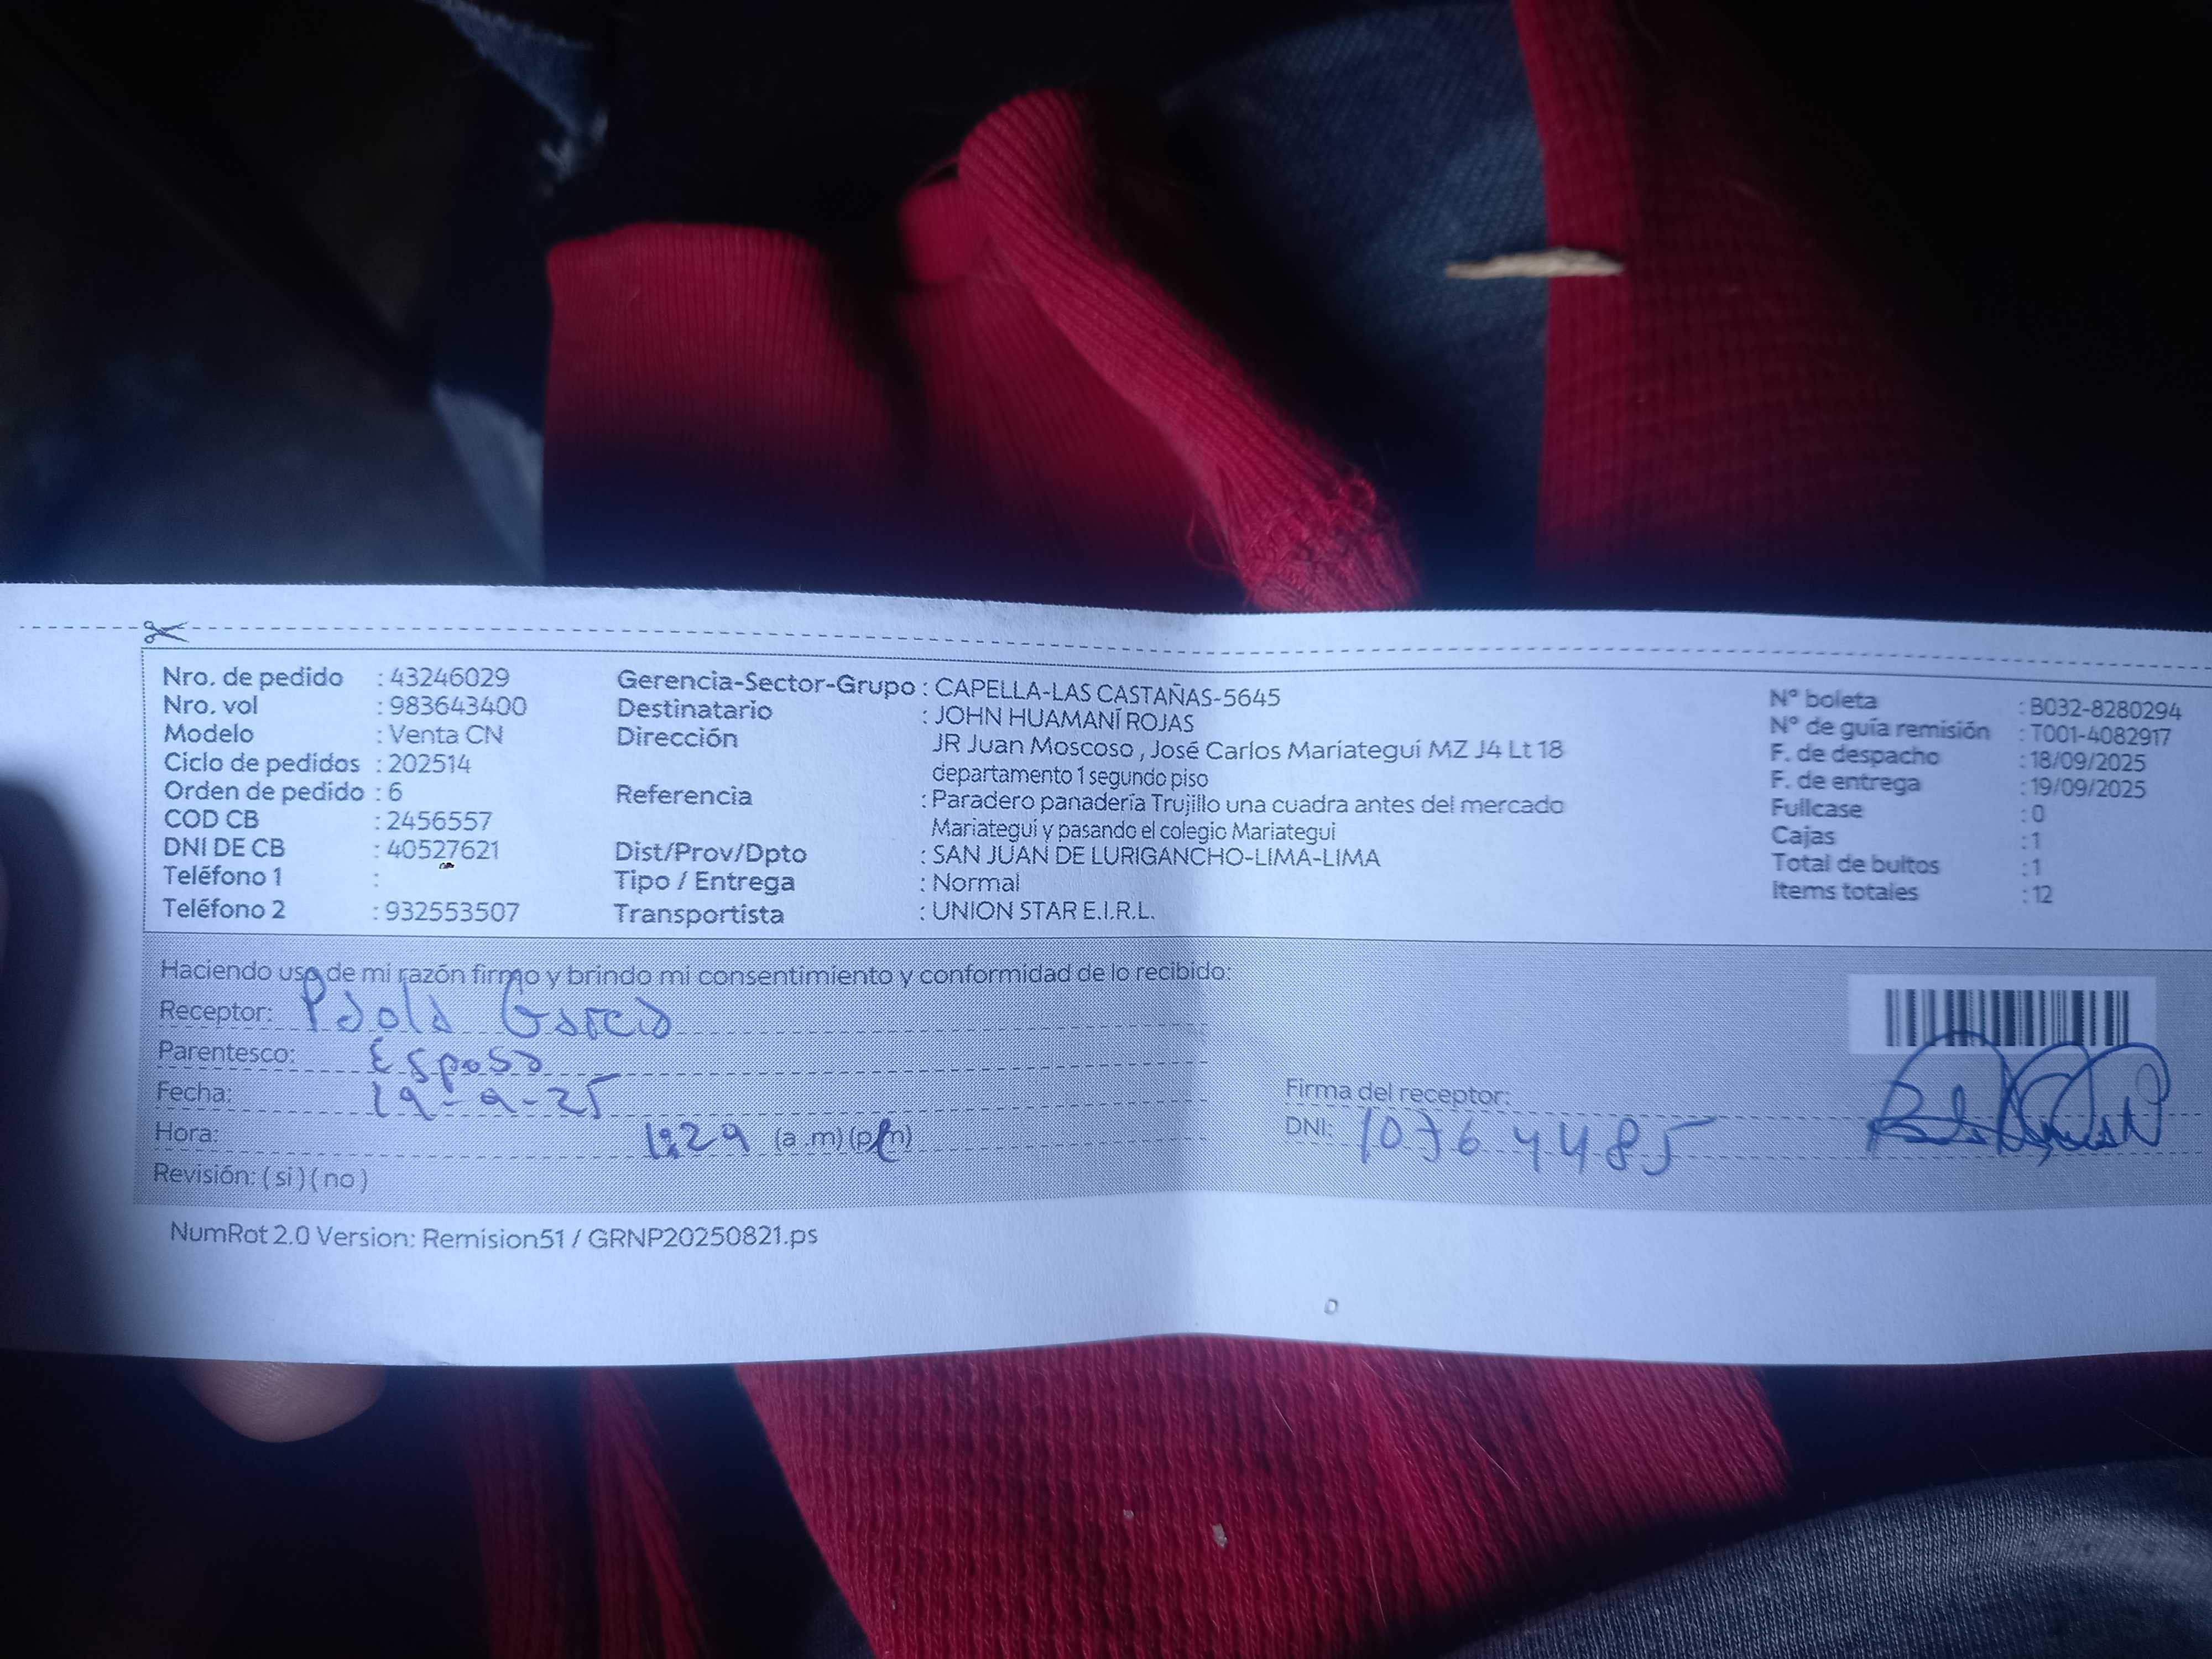 Nro. de pedido : 43246029
Nro. vol : 983643400
Modelo : Venta CN
Ciclo de pedidos : 202514
Orden de pedido : 6
COD CB : 2456557
DNI DE CB : 40527621
Teléfono 1 :
Teléfono 2 : 932553507
Gerencia-Sector-Grupo : CAPELLA-LAS CASTAÑAS-5645
Destinatario : JOHN HUAMANÍ ROJAS
Dirección JR Juan Moscoso , José Carlos Maríategui MZ J4 Lt 18
departamento 1 segundo piso
Referencia : Paradero panadería Trujillo una cuadra antes del mercado
Mariategui y pasando el colegio Mariategui
Dist/Prov/Dpto : SAN JUAN DE LURIGANCHO-LIMA-LIMA
Tipo / Entrega : Normal
Transportista : UNION STAR E.I.R.L.
N° boleta : B032-8280294
N° de guía remisión : T001-4082917
F. de despacho : 18/09/2025
F. de entrega : 19/09/2025
Fullcase : 0
Cajas : 1
Total de bultos : 1
Items totales : 12
Haciendo uso de mi razón firmo y brindo mi consentimiento y conformidad de lo recibido:
Receptor: Paola Garcia
Parentesco: Esposa
Fecha: 19-9-25
Hora: 1:29 (a .m) (pm)
Revisión: ( si ) ( no )
Firma del receptor:
DNI: 10764485
NumRot 2.0 Version: Remision51 / GRNP20250821.ps